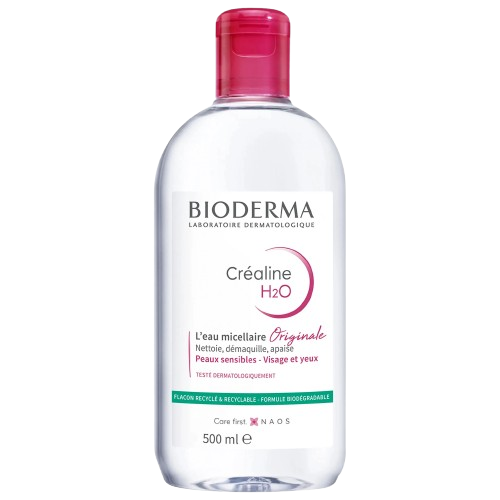 BIODERMA
LABORATOIRE DERMATOLOGIQUE
Créaline
H2O
L'eau micellaire Originale
Nettoie, démaquille, apaise
Peaux sensibles - Visage et yeux
TESTÉ DERMATOLOGIQUEMENT
FLACON RECYCLÉ & RECYCLABLE - FORMULE BIODÉGRADABLE
Care first. NAOS
500 ml ℮